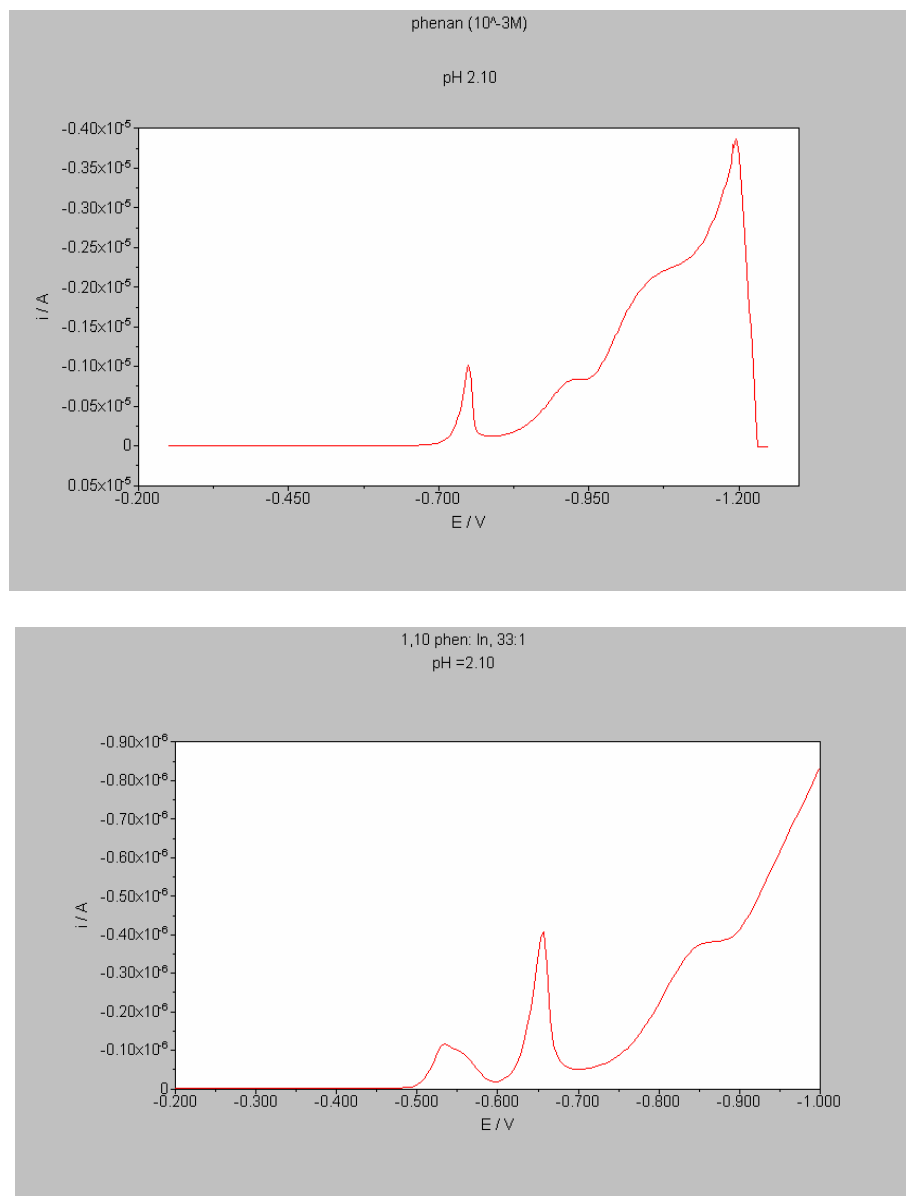 phenan (10^-3M)
pH 2.10
-0.40x10-5
-0.35x10-5
-0.30x10-5
-0.25x10-5
-0.20x10-5
-0.15x10-5
-0.10x10-5
-0.05x10-5
0
0.05x10-5
i / A
-0.200 -0.450 -0.700 -0.950 -1.200
E / V
1,10 phen: In, 33:1
pH =2.10
-0.90x10-6
-0.80x10-6
-0.70x10-6
-0.60x10-6
-0.50x10-6
-0.40x10-6
-0.30x10-6
-0.20x10-6
-0.10x10-6
0
i / A
-0.200 -0.300 -0.400 -0.500 -0.600 -0.700 -0.800 -0.900 -1.000
E / V